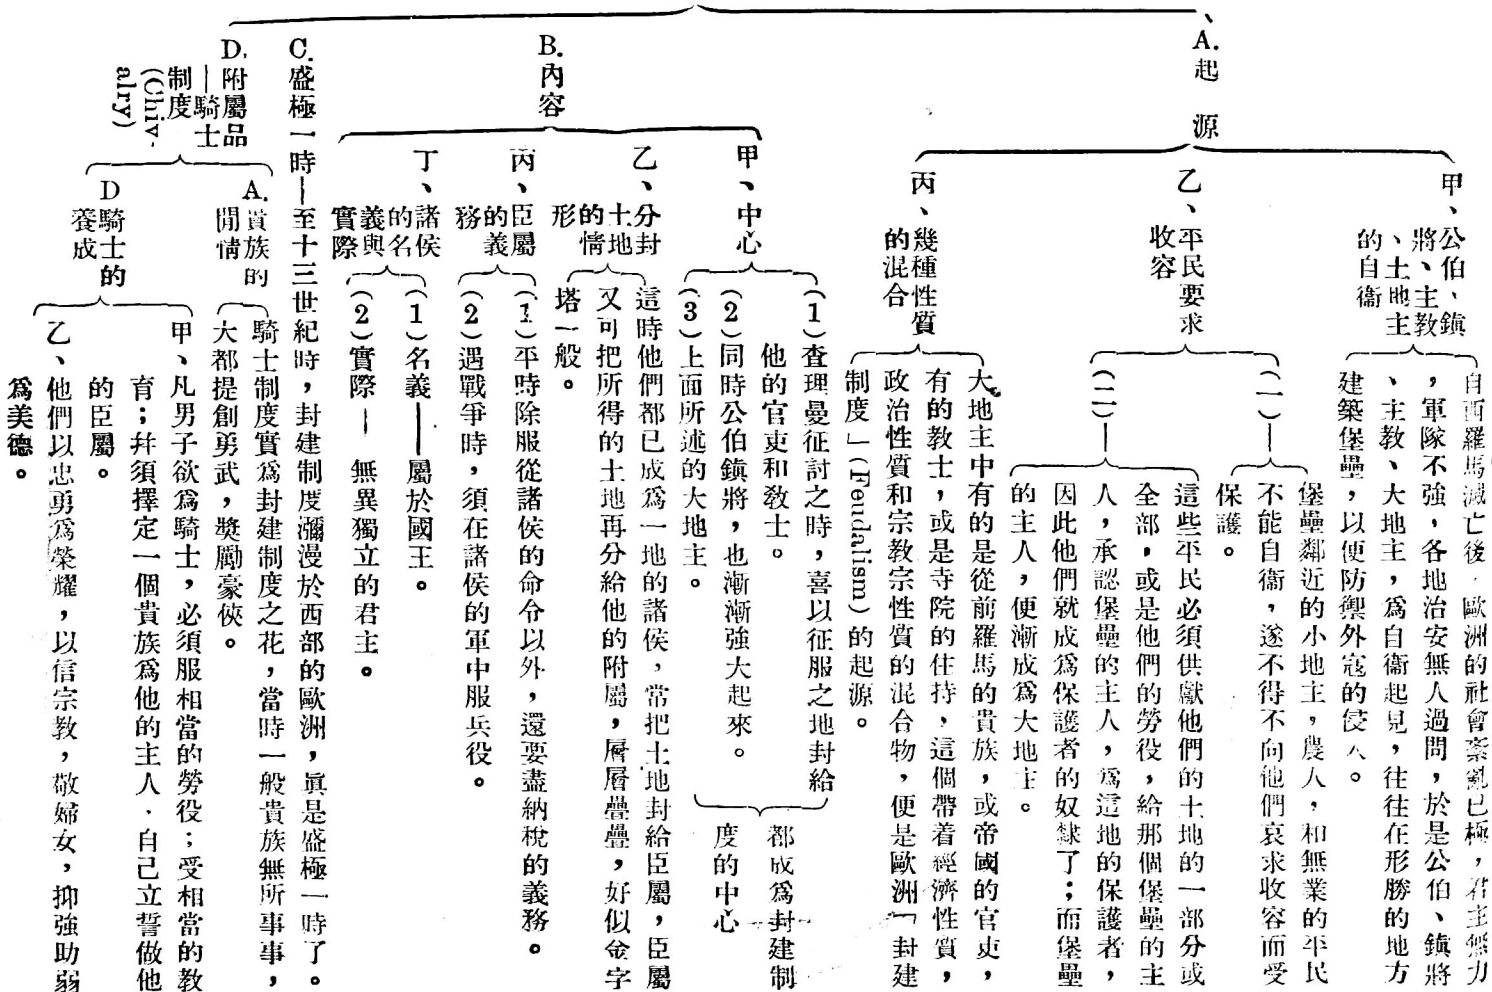 A.起 源
甲、公伯、鎮
將、主教
、土地主
的自衞
自西羅馬滅亡後，歐洲的社會紊亂已極，君主無力
，軍隊不強，各地治安無人過問，於是公伯、鎮將
、主教、大地主，爲自衞起見，往往在形勝的地方
建築堡壘，以便防禦外寇的侵入。
乙、平民要求
收容
(一)—
堡壘鄰近的小地主，農人，和無業的平民
不能自衞，遂不得不向他們哀求收容而受
保護。
(二)—
這些平民必須供獻他們的土地的一部分或
全部，或是他們的勞役，給那個堡壘的主
人，承認堡壘的主人，爲這地的保護者，
因此他們就成爲保護者的奴隸了；而堡壘
的主人，便漸成爲大地主。
丙、幾種性質
的混合
大地主中有的是從前羅馬的貴族，或帝國的官吏，
有的教士，或是寺院的住持，這個帶着經濟性質，
政治性質和宗教宗性質的混合物，便是歐洲「封建
制度」(Feudalism)的起源。
B.內容
甲、中心
(1)查理曼征討之時，喜以征服之地封給
他的官吏和敎士。
(2)同時公伯鎮將，也漸漸強大起來。
(3)上面所述的大地主。
都成爲封建制
度的中心
乙、分封
土地
的情
形
這時他們都已成爲一地的諸侯，常把土地封給臣屬，臣屬
又可把所得的土地再分給他的附屬，層層疊疊，好似金字
塔一般。
丙、臣屬
的義
務
(1)平時除服從諸侯的命令以外，還要盡納稅的義務。
(2)遇戰爭時，須在諸侯的軍中服兵役。
丁、諸侯
的名
義與
實際
(1)名義——屬於國王。
(2)實際— 無異獨立的君主。
C.盛極一時—至十三世紀時，封建制度瀰漫於西部的歐洲，眞是盛極一時了。
D.附屬品
—騎士
制度
(Chiv-
alry)
A.貴族的
閒情
騎士制度實爲封建制度之花，當時一般貴族無所事事，
大都提創勇武，獎勵豪俠。
D騎士的
養成
甲、凡男子欲爲騎士，必須服相當的勞役；受相當的教
育；幷須擇定一個貴族爲他的主人．自己立誓做他
的臣屬。
乙、他們以忠勇爲榮耀，以信宗敎，敬婦女，抑強助弱
爲美德。